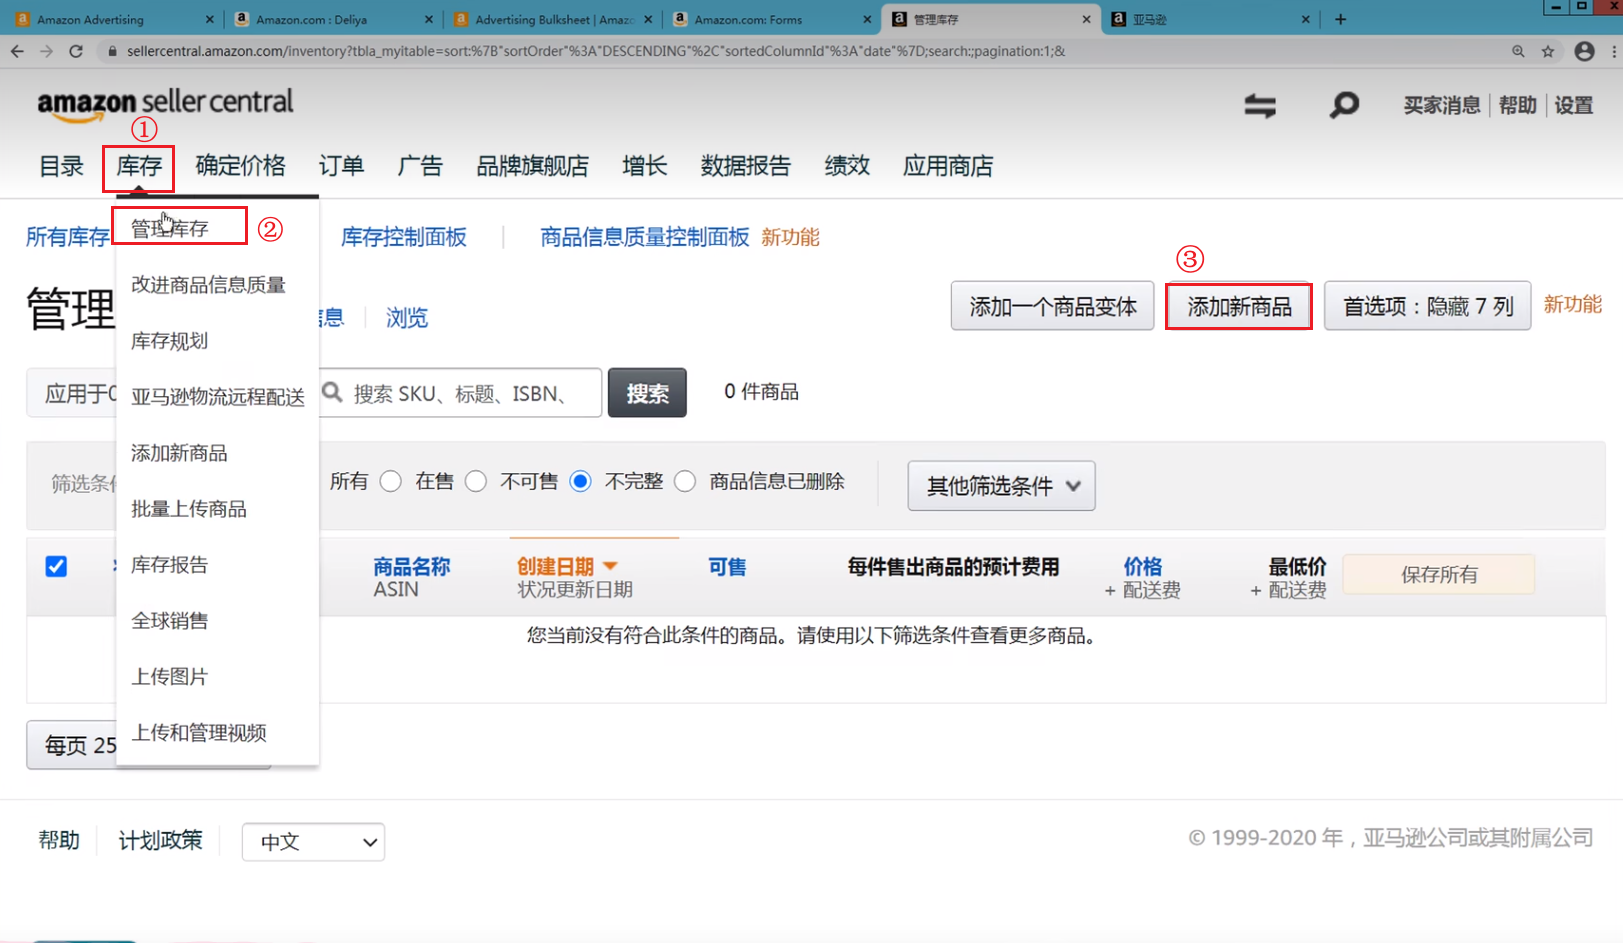 Amazon Advertising
Amazon.com : Deliya
Advertising Bulksheet | Amazo
Amazon.com: Forms
管理库存
亚马逊
sellercentral.amazon.com/inventory?tbla_myitable=sort:%7B"sortOrder"%3A"DESCENDING"%2C"sortedColumnId"%3A"date"%7D;search:;pagination:1;&
amazon seller central
买家消息 | 帮助 | 设置
①
目录 库存 确定价格 订单 广告 品牌旗舰店 增长 数据报告 绩效 应用商店
管理库存 ②
改进商品信息质量
库存规划
亚马逊物流远程配送
添加新商品
批量上传商品
库存报告
全球销售
上传图片
上传和管理视频
所有库存 库存控制面板 | 商品信息质量控制面板 新功能
③
管理 信息 | 浏览
添加一个商品变体 添加新商品 首选项：隐藏 7 列 新功能
应用于0 搜索 SKU、标题、ISBN、 搜索 0 件商品
筛选条件 所有 在售 不可售 不完整 商品信息已删除 其他筛选条件
商品名称 创建日期 可售 每件售出商品的预计费用 价格 最低价 保存所有
ASIN 状况更新日期 + 配送费 + 配送费
您当前没有符合此条件的商品。请使用以下筛选条件查看更多商品。
每页 25
帮助 计划政策 中文 © 1999-2020 年，亚马逊公司或其附属公司